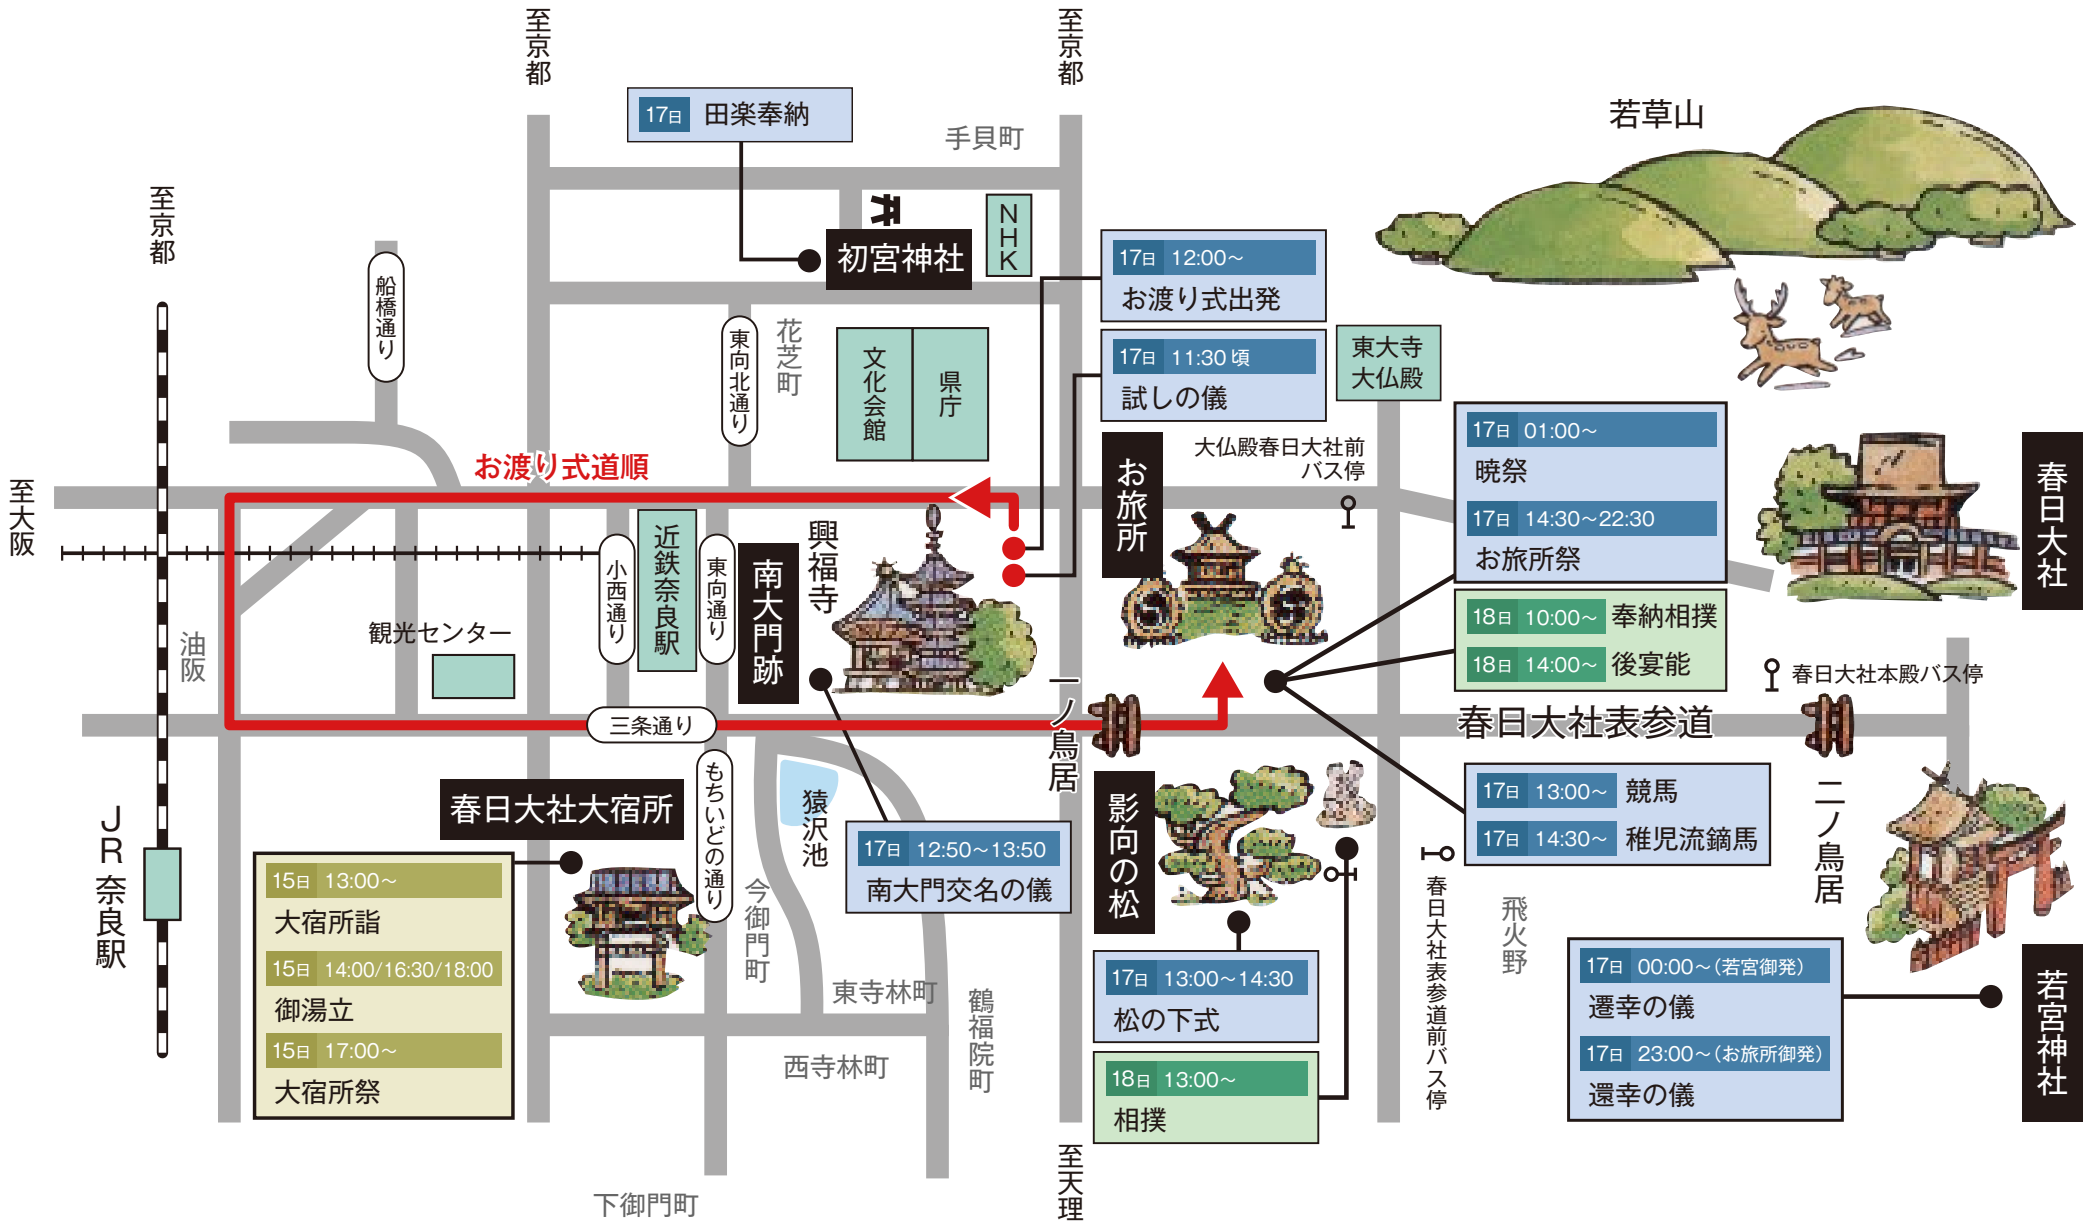 至京都
至京都
17日 田楽奉納
手貝町
若草山
至京都
船橋通り
初宮神社
NHK
17日 12:00～
お渡り式出発
17日 11:30 頃
試しの儀
東大寺
大仏殿
東向北通り
花芝町
文化会館
県庁
お渡り式道順
至大阪
お旅所
大仏殿春日大社前
バス停
17日 01:00～
暁祭
17日 14:30～22:30
お旅所祭
18日 10:00～ 奉納相撲
18日 14:00～ 後宴能
春日大社
油阪
観光センター
小西通り
近鉄奈良駅
東向通り
南大門跡
興福寺
一ノ鳥居
春日大社本殿バス停
三条通り
春日大社表参道
17日 13:00～ 競馬
17日 14:30～ 稚児流鏑馬
二ノ鳥居
JR奈良駅
春日大社大宿所
もちいどの通り
猿沢池
17日 12:50～13:50
南大門交名の儀
影向の松
15日 13:00～
大宿所詣
15日 14:00/16:30/18:00
御湯立
15日 17:00～
大宿所祭
今御門町
東寺林町
西寺林町
鶴福院町
17日 13:00～14:30
松の下式
18日 13:00～
相撲
春日大社表参道前バス停
飛火野
17日 00:00～（若宮御発）
遷幸の儀
17日 23:00～（お旅所御発）
還幸の儀
若宮神社
下御門町
至天理